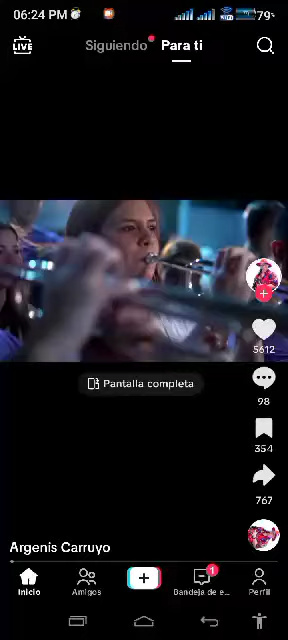 06:24 PM
79
LIVE
Siguiendo
Para ti
5612
Pantalla completa
98
354
767
Argenis Carruyo
Inicio
Amigos
1
Bandeja de e...
Perfil